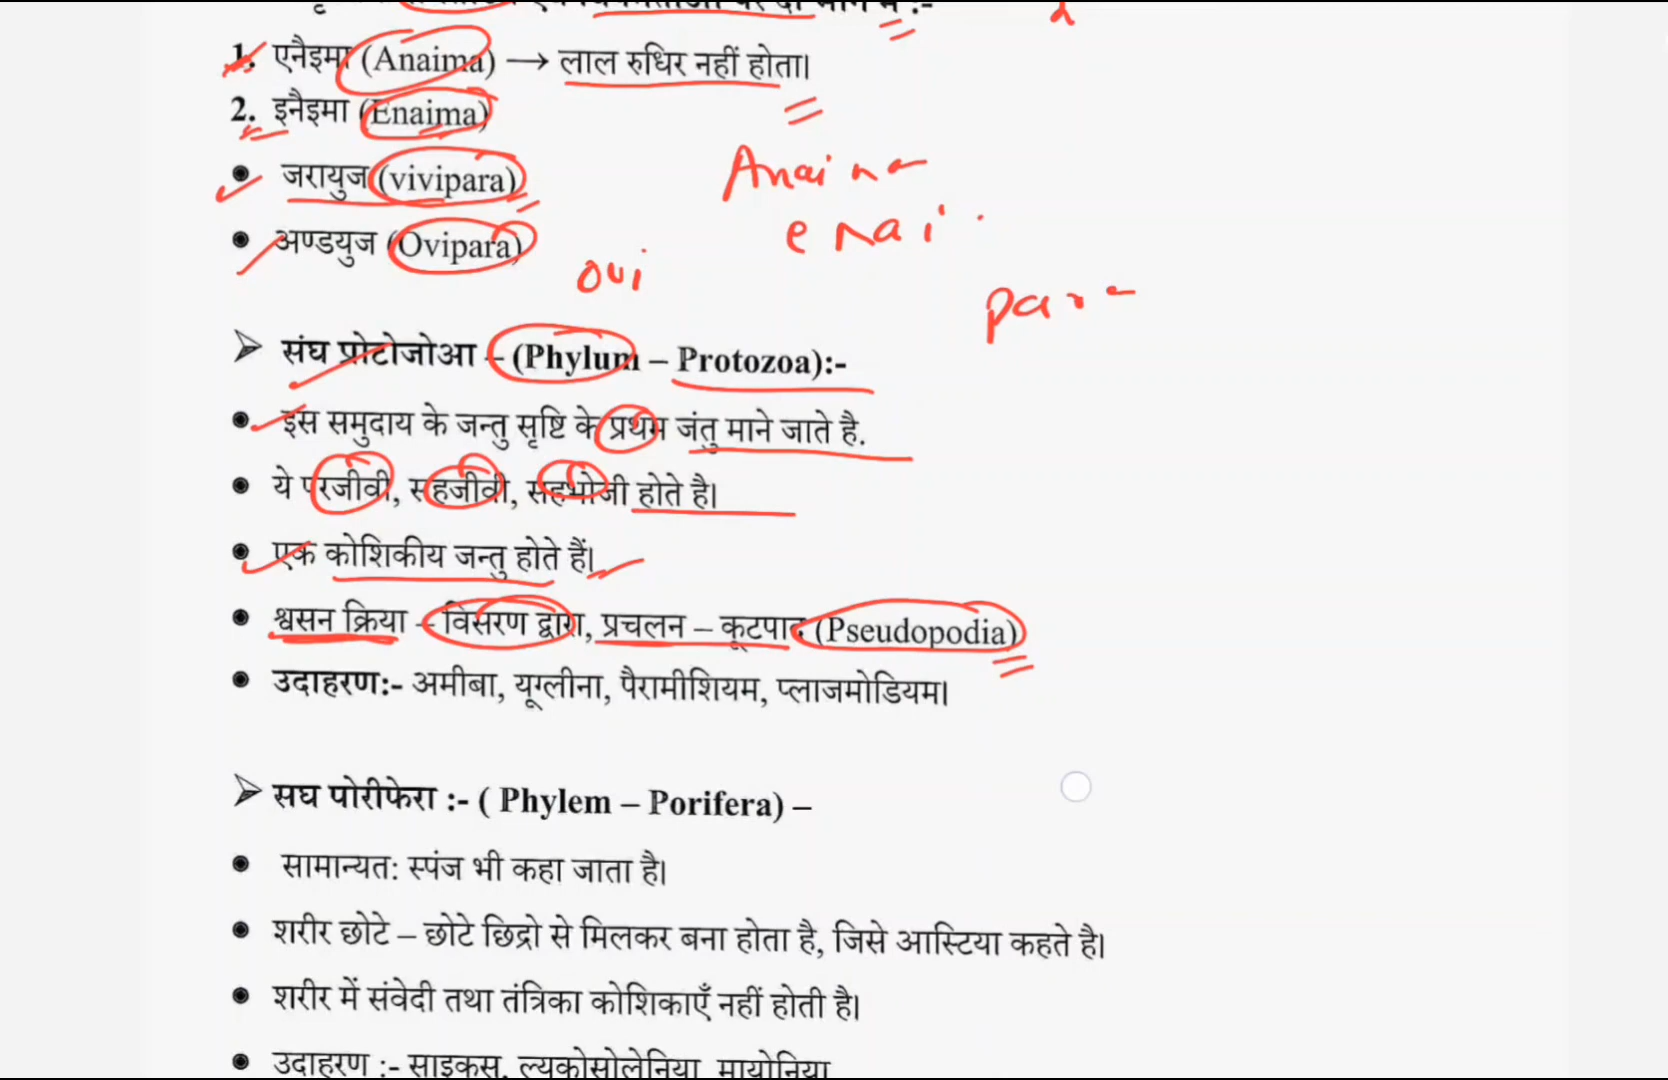 1. एनैइमा (Anaima) → लाल रुधिर नहीं होता।
2. इनैइमा (Enaima)
● जरायुज (vivipara)
Anaima
● अण्डयुज (Ovipara)
enai
ovi
para
➢ संघ प्रोटोजोआ – (Phylum – Protozoa):-
● इस समुदाय के जन्तु सृष्टि के प्रथम जंतु माने जाते है.
● ये परजीवी, सहजीवी, सहभोजी होते है।
● एक कोशिकीय जन्तु होते हैं।
● श्वसन क्रिया – विसरण द्वारा, प्रचलन – कूटपाद (Pseudopodia)
● उदाहरण:- अमीबा, यूग्लीना, पैरामीशियम, प्लाजमोडियम।
➢ सघ पोरीफेरा :- ( Phylem – Porifera) –
● सामान्यत: स्पंज भी कहा जाता है।
● शरीर छोटे – छोटे छिद्रो से मिलकर बना होता है, जिसे आस्टिया कहते है।
● शरीर में संवेदी तथा तंत्रिका कोशिकाएँ नहीं होती है।
● उदाहरण :- साइकस, ल्यूकोसोलेनिया, मायोनिया